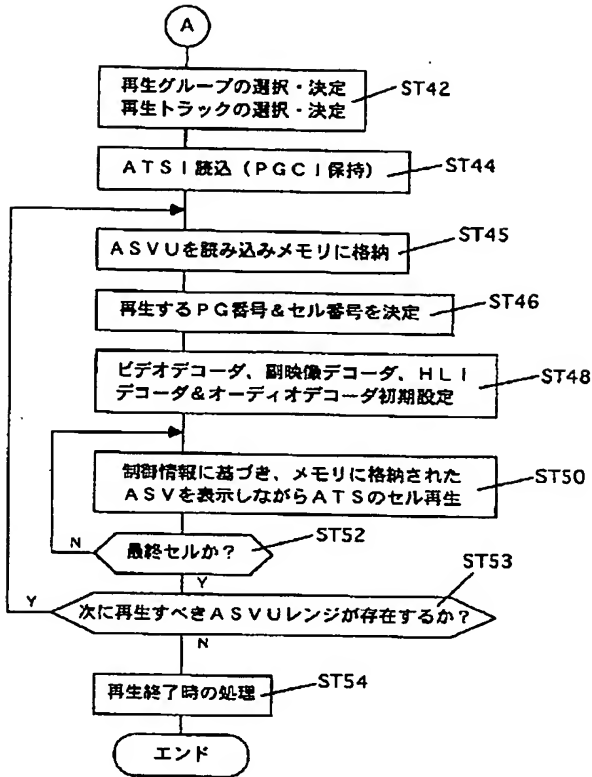 A
再生グループの選択・決定
再生トラックの選択・決定
ST42
ATSI読込(PGCI保持)
ST44
ASVUを読み込みメモリに格納
ST45
再生するPG番号&セル番号を決定
ST46
ビデオデコーダ、副映像デコーダ、HLI
デコーダ&オーディオデコーダ初期設定
ST48
制御情報に基づき、メモリに格納された
ASVを表示しながらATSのセル再生
ST50
N
最終セルか?
ST52
Y
ST53
Y
次に再生すべきASVUレンジが存在するか?
N
再生終了時の処理
ST54
エンド